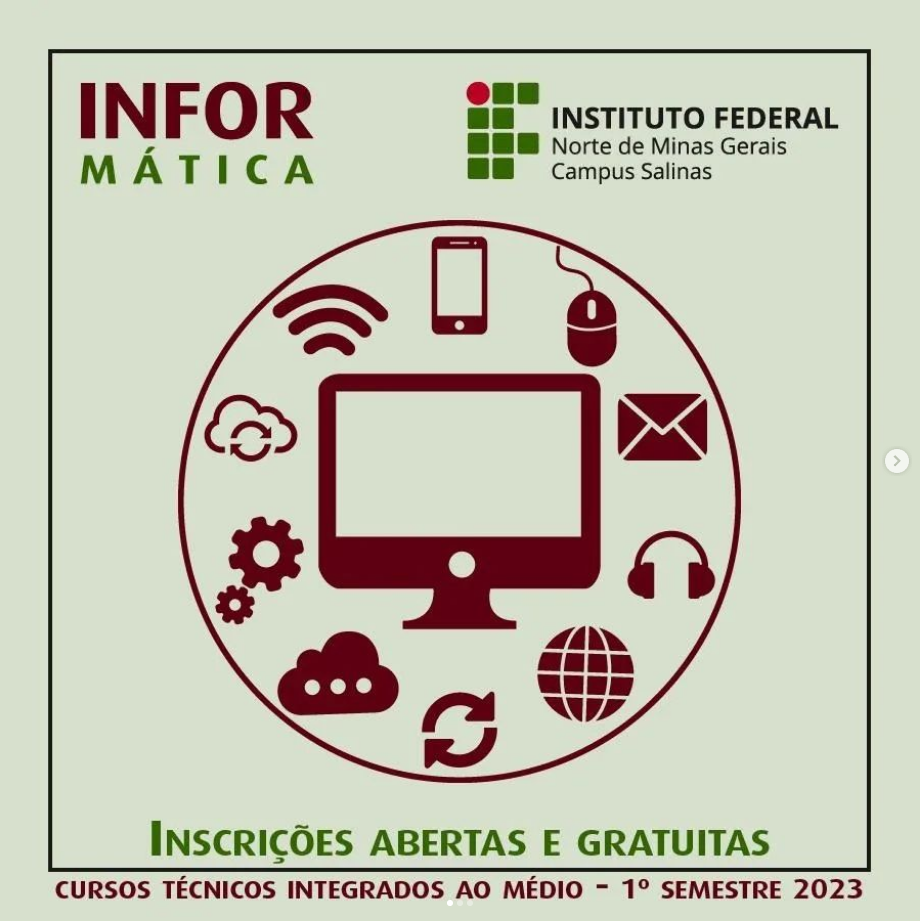 INFOR
MÁTICA
INSTITUTO FEDERAL
Norte de Minas Gerais
Campus Salinas
INSCRIÇÕES ABERTAS E GRATUITAS
CURSOS TÉCNICOS INTEGRADOS AO MÉDIO - 1º SEMESTRE 2023